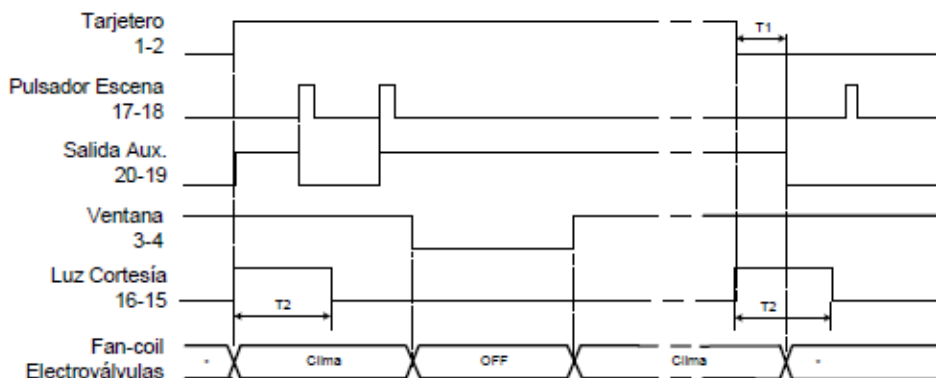 Tarjetero
1-2
T1
Pulsador Escena
17-18
Salida Aux.
20-19
Ventana
3-4
Luz Cortesía
16-15
T2
T2
Fan-coil
Electroválvulas
- Clima OFF Clima -